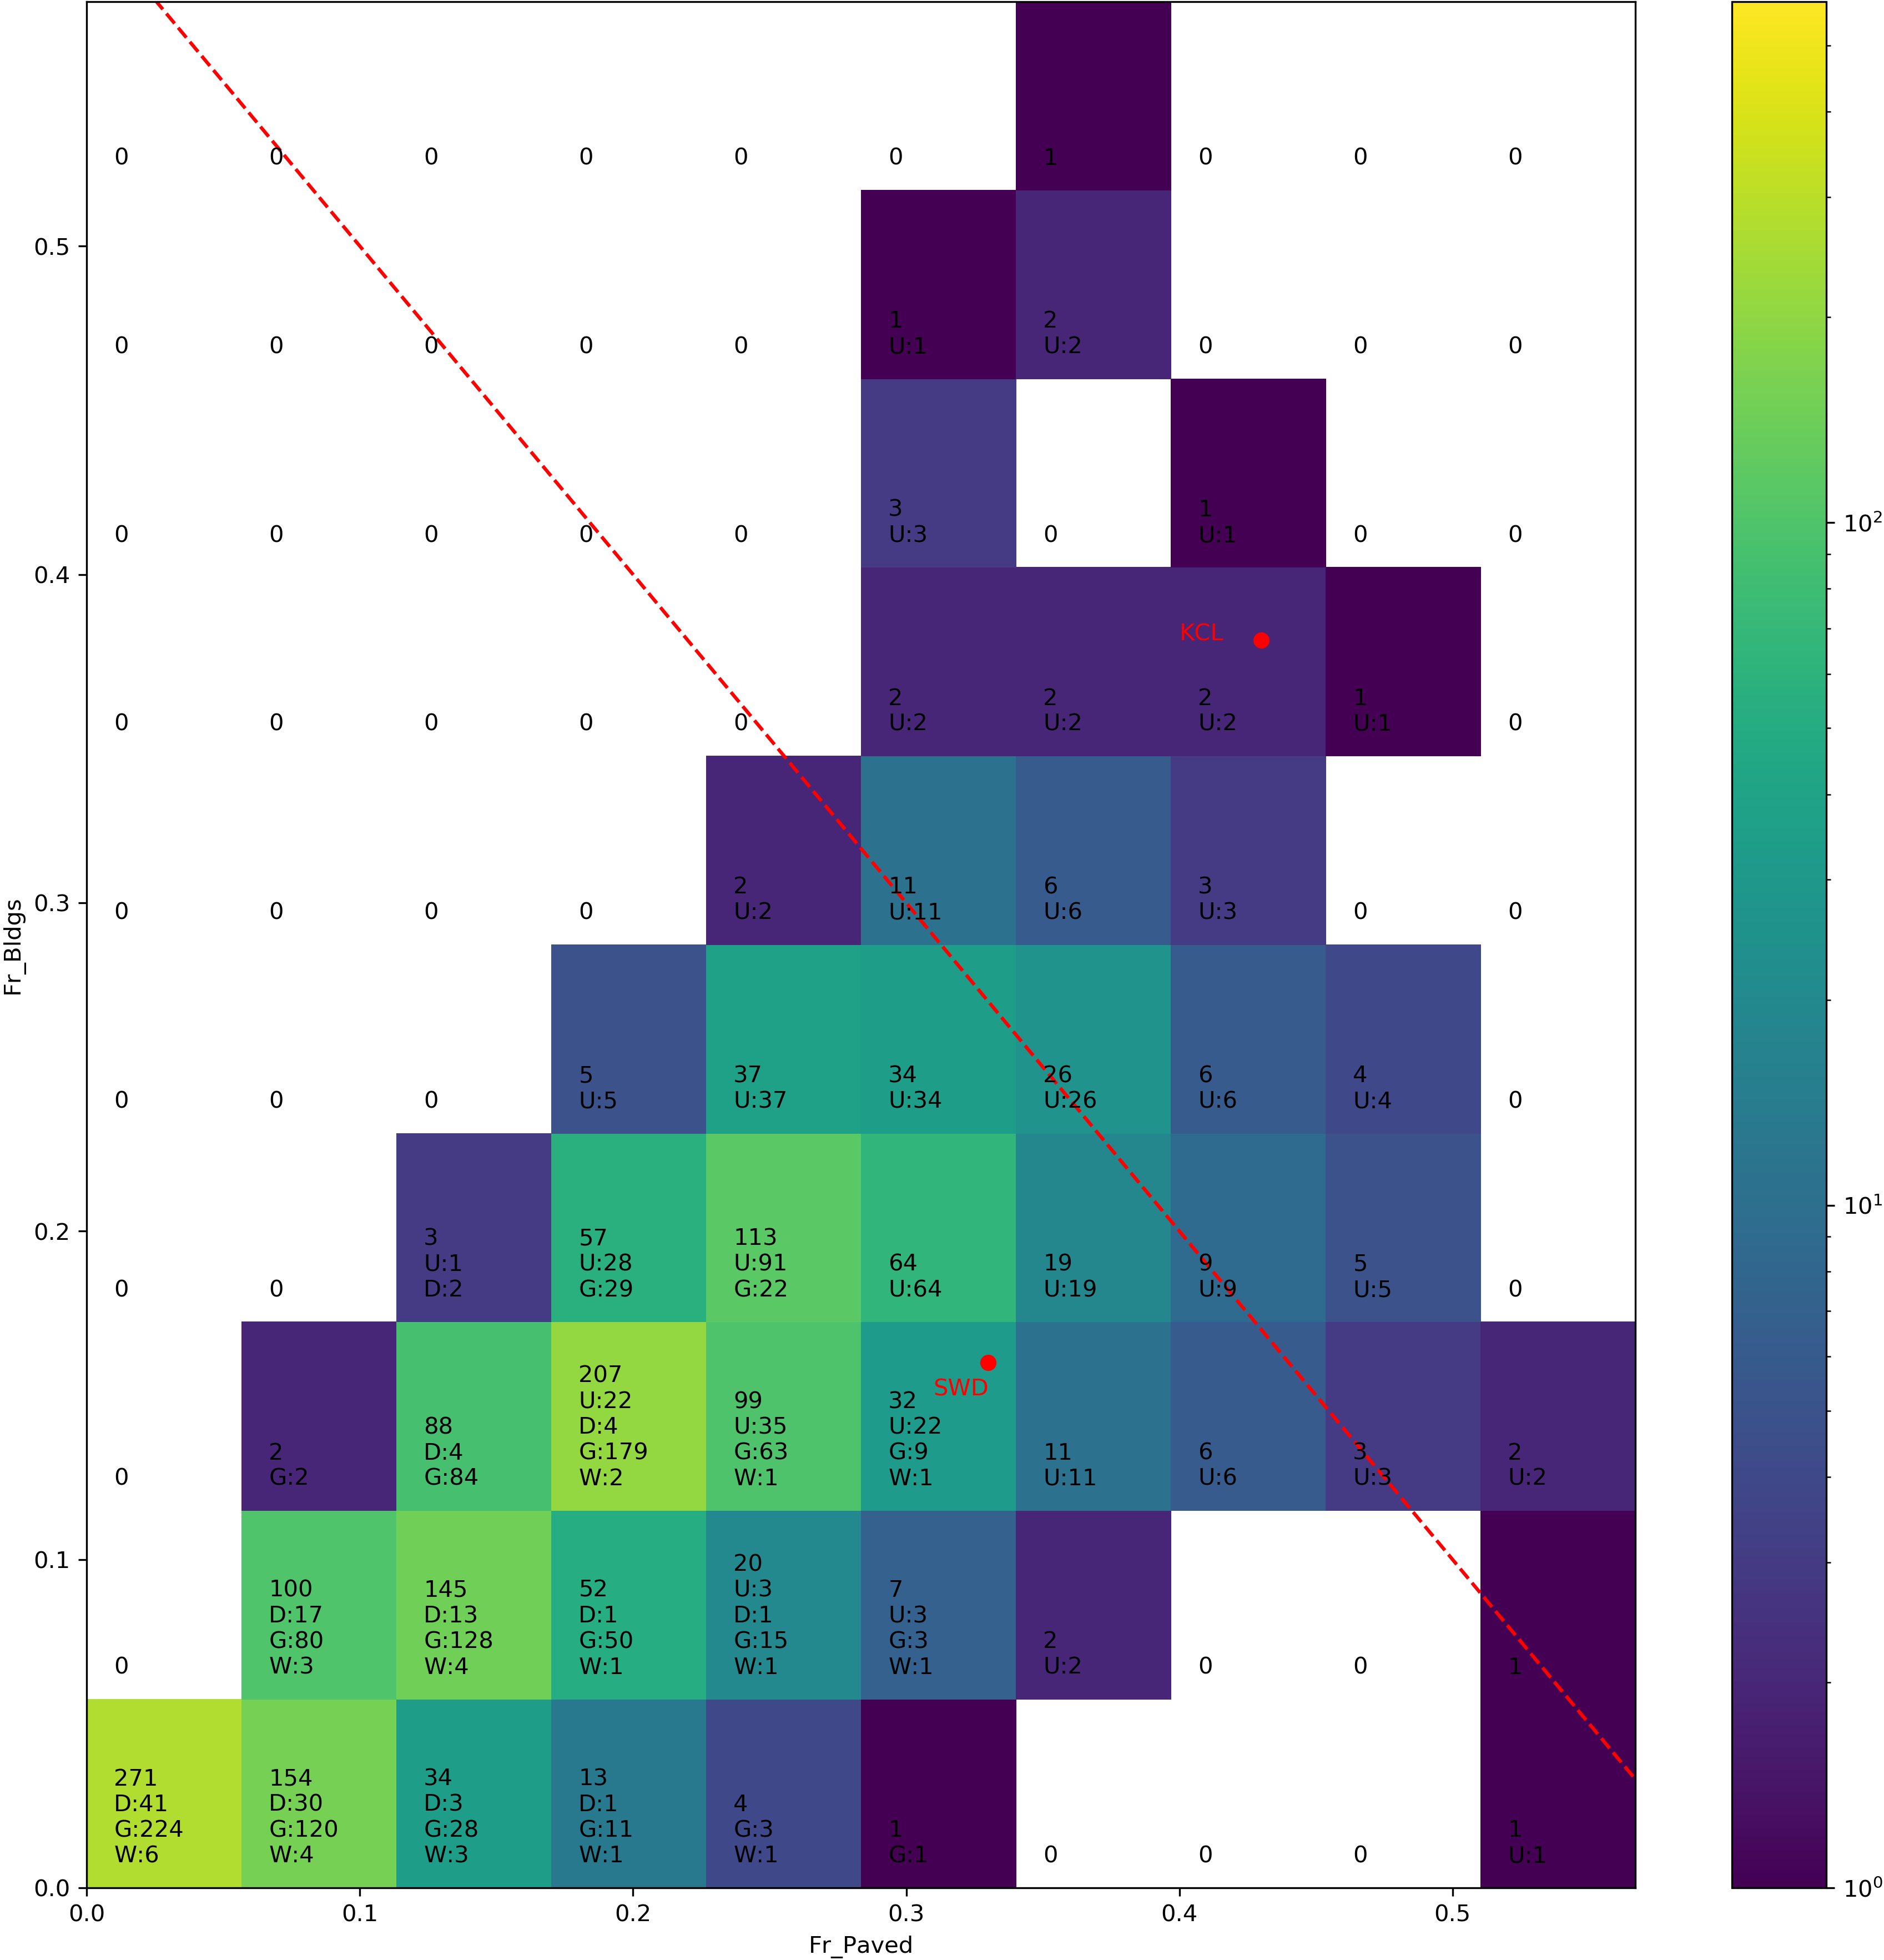 0 0 0 0 0 0 1 0 0 0
0.5
1 2
0 0 0 0 0 U:1 U:2 0 0 0
3 1
0 0 0 0 0 U:3 0 U:1 0 0
10²
0.4
KCL
2 2 2 1
0 0 0 0 0 U:2 U:2 U:2 U:1 0
2 11 6 3
0.3
0 0 0 0 U:2 U:11 U:6 U:3 0 0
Fr_Bldgs
5 37 34 26 6 4
0 0 0 U:5 U:37 U:34 U:26 U:6 U:4 0
10¹
0.2
3 57 113
U:1 U:28 U:91 64 19 9 5
0 0 D:2 G:29 G:22 U:64 U:19 U:9 U:5 0
207
SWD
U:22 99 32
88 D:4 U:35 U:22
2 D:4 G:179 G:63 G:9 11 6 3 2
0 G:2 G:84 W:2 W:1 W:1 U:11 U:6 U:3 U:2
0.1
20
100 145 52 U:3 7
D:17 D:13 D:1 D:1 U:3
G:80 G:128 G:50 G:15 G:3 2
0 W:3 W:4 W:1 W:1 W:1 U:2 0 0 1
271 154 34 13
D:41 D:30 D:3 D:1 4
G:224 G:120 G:28 G:11 G:3 1 1
W:6 W:4 W:3 W:1 W:1 G:1 0 0 0 U:1
0.0
10⁰
0.0 0.1 0.2 0.3 0.4 0.5
Fr_Paved